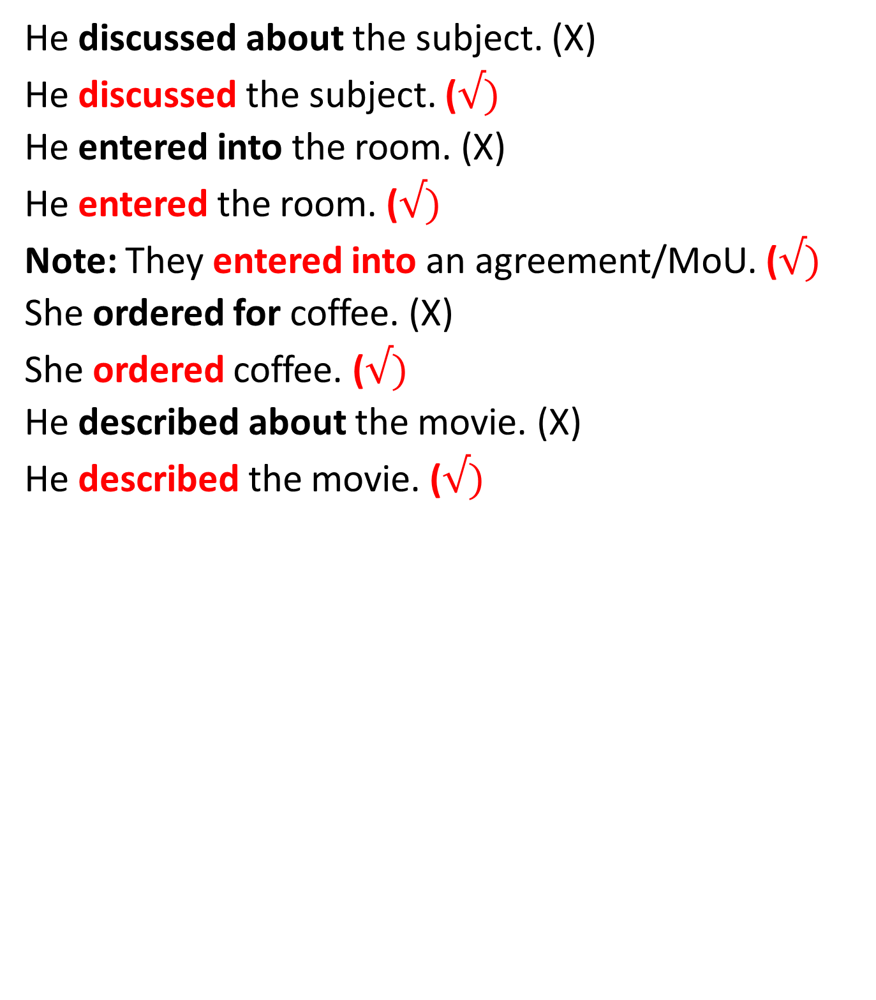 He discussed about the subject. (X)
He discussed the subject. (√)
He entered into the room. (X)
He entered the room. (√)
Note: They entered into an agreement/MoU. (√)
She ordered for coffee. (X)
She ordered coffee. (√)
He described about the movie. (X)
He described the movie. (√)